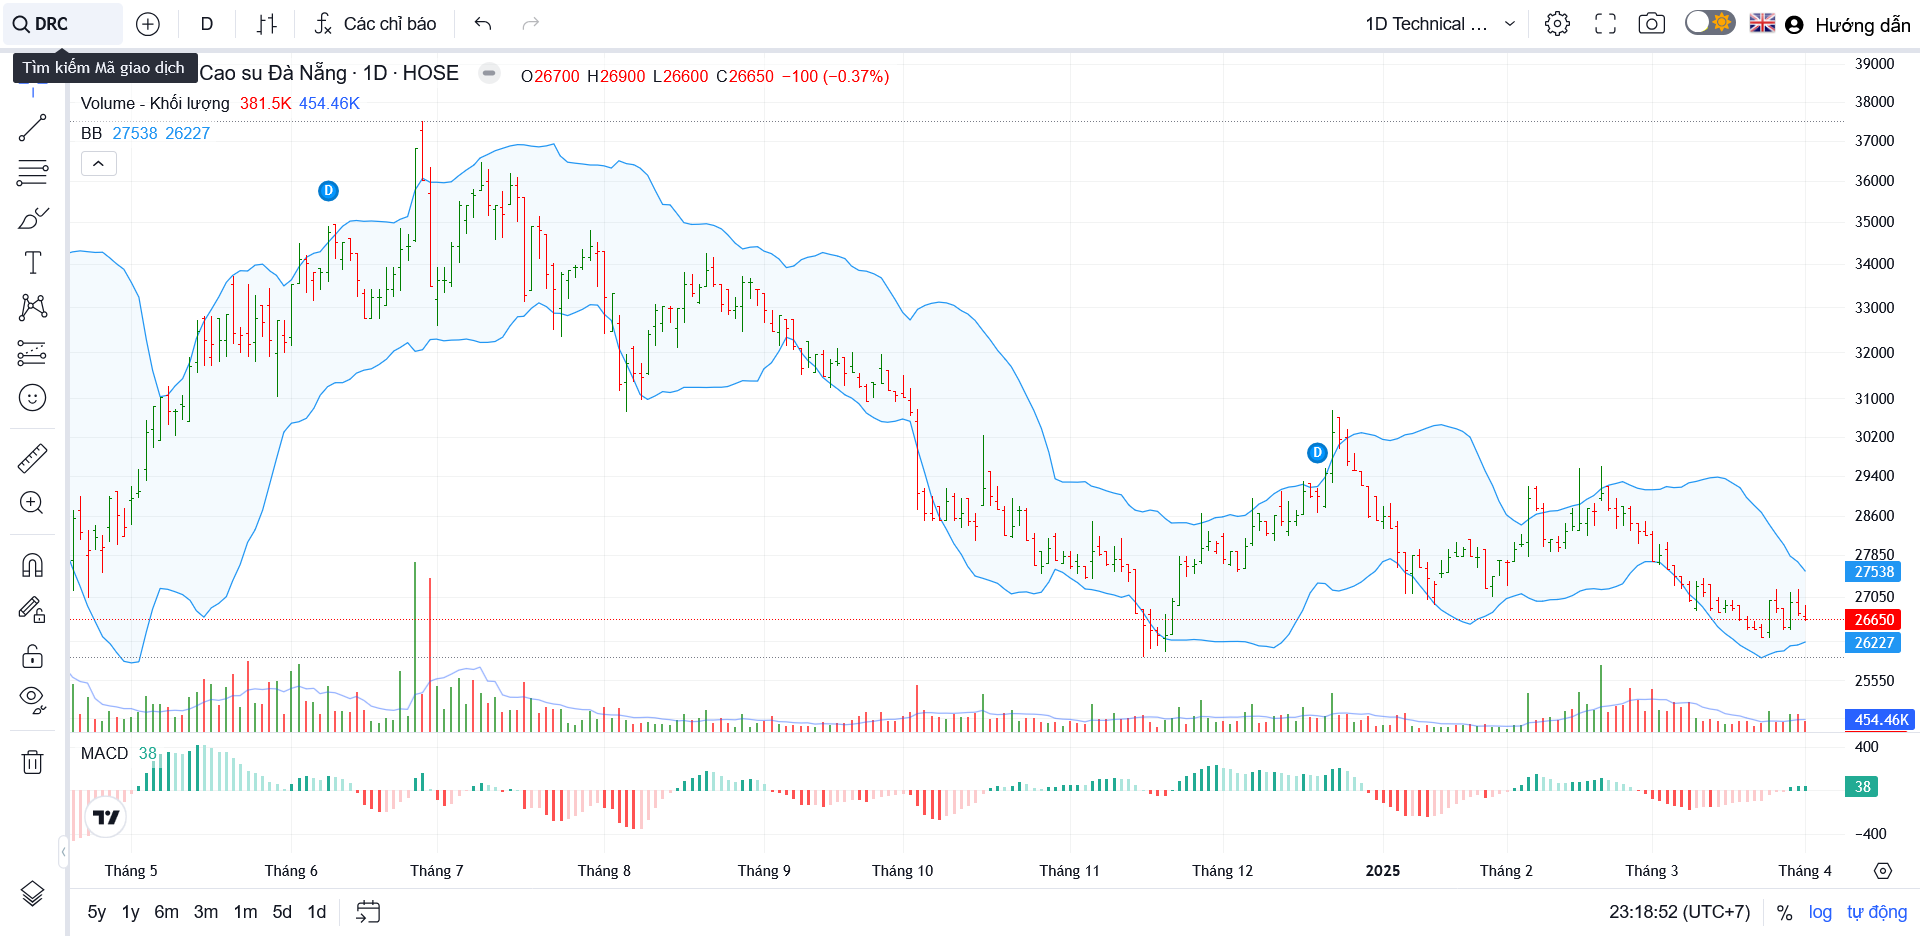 DRC
D
Các chỉ báo
1D Technical ...
Hướng dẫn
Tìm kiếm Mã giao dịch
Cao su Đà Nẵng · 1D · HOSE
O26700 H26900 L26600 C26650 −100 (−0.37%)
Volume - Khối lượng 381.5K 454.46K
BB 27538 26227
D
D
39000
38000
37000
36000
35000
34000
33000
32000
31000
30200
29400
28600
27850
27538
27050
26650
26227
25550
454.46K
MACD 38
400
38
−400
Tháng 5
Tháng 6
Tháng 7
Tháng 8
Tháng 9
Tháng 10
Tháng 11
Tháng 12
2025
Tháng 2
Tháng 3
Tháng 4
5y 1y 6m 3m 1m 5d 1d
23:18:52 (UTC+7)
%
log
tự động